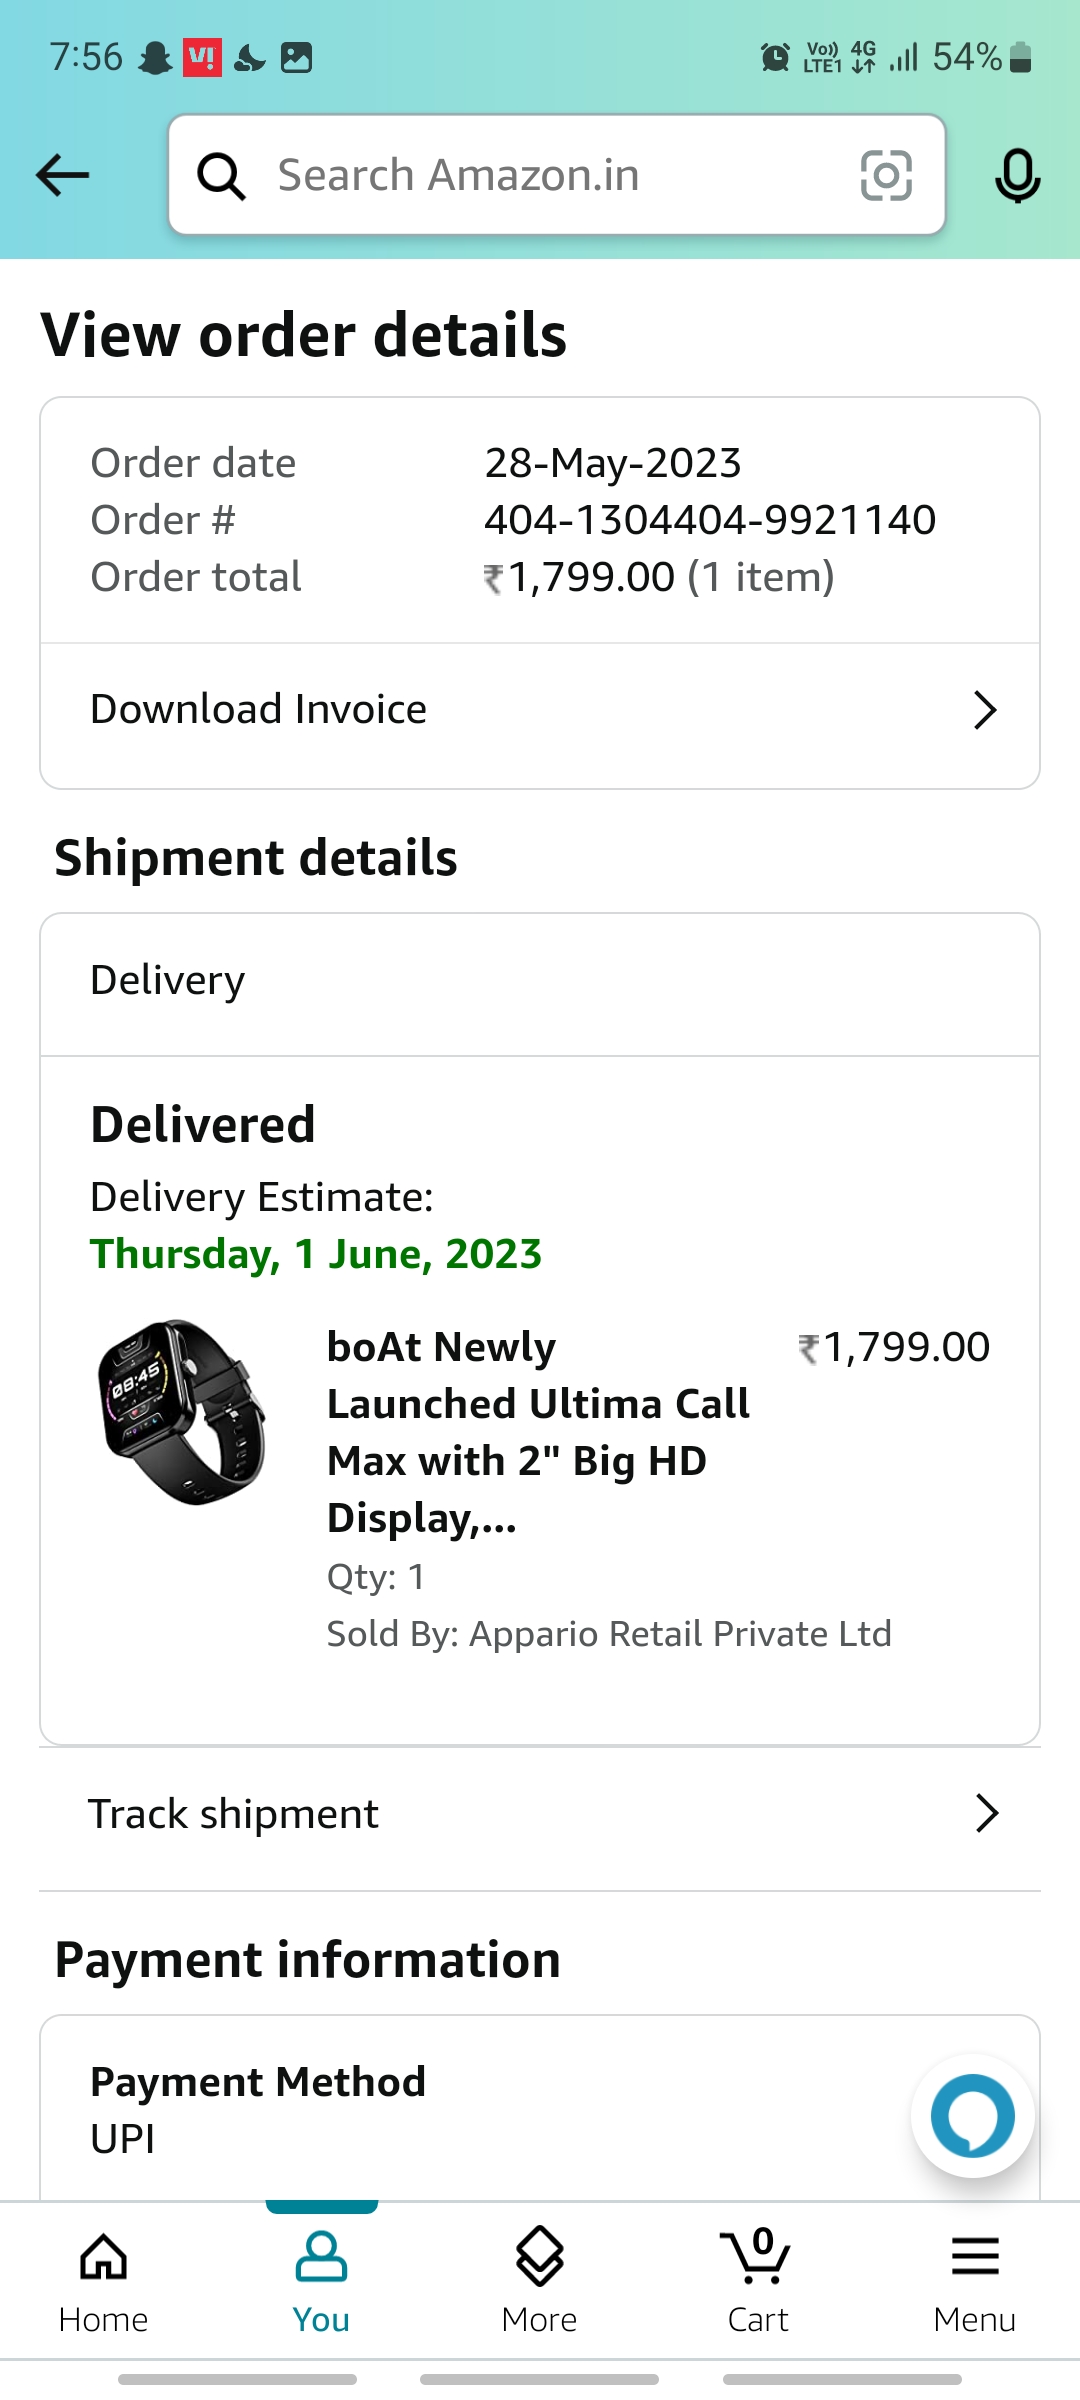 7:56 V! Vo)) LTE1 4G 54%
Search Amazon.in
View order details
Order date 28-May-2023
Order # 404-1304404-9921140
Order total ₹1,799.00 (1 item)
Download Invoice
Shipment details
Delivery
Delivered
Delivery Estimate:
Thursday, 1 June, 2023
08:45
boAt Newly ₹1,799.00
Launched Ultima Call
Max with 2" Big HD
Display,...
Qty: 1
Sold By: Appario Retail Private Ltd
Track shipment
Payment information
Payment Method
UPI
0
Home You More Cart Menu